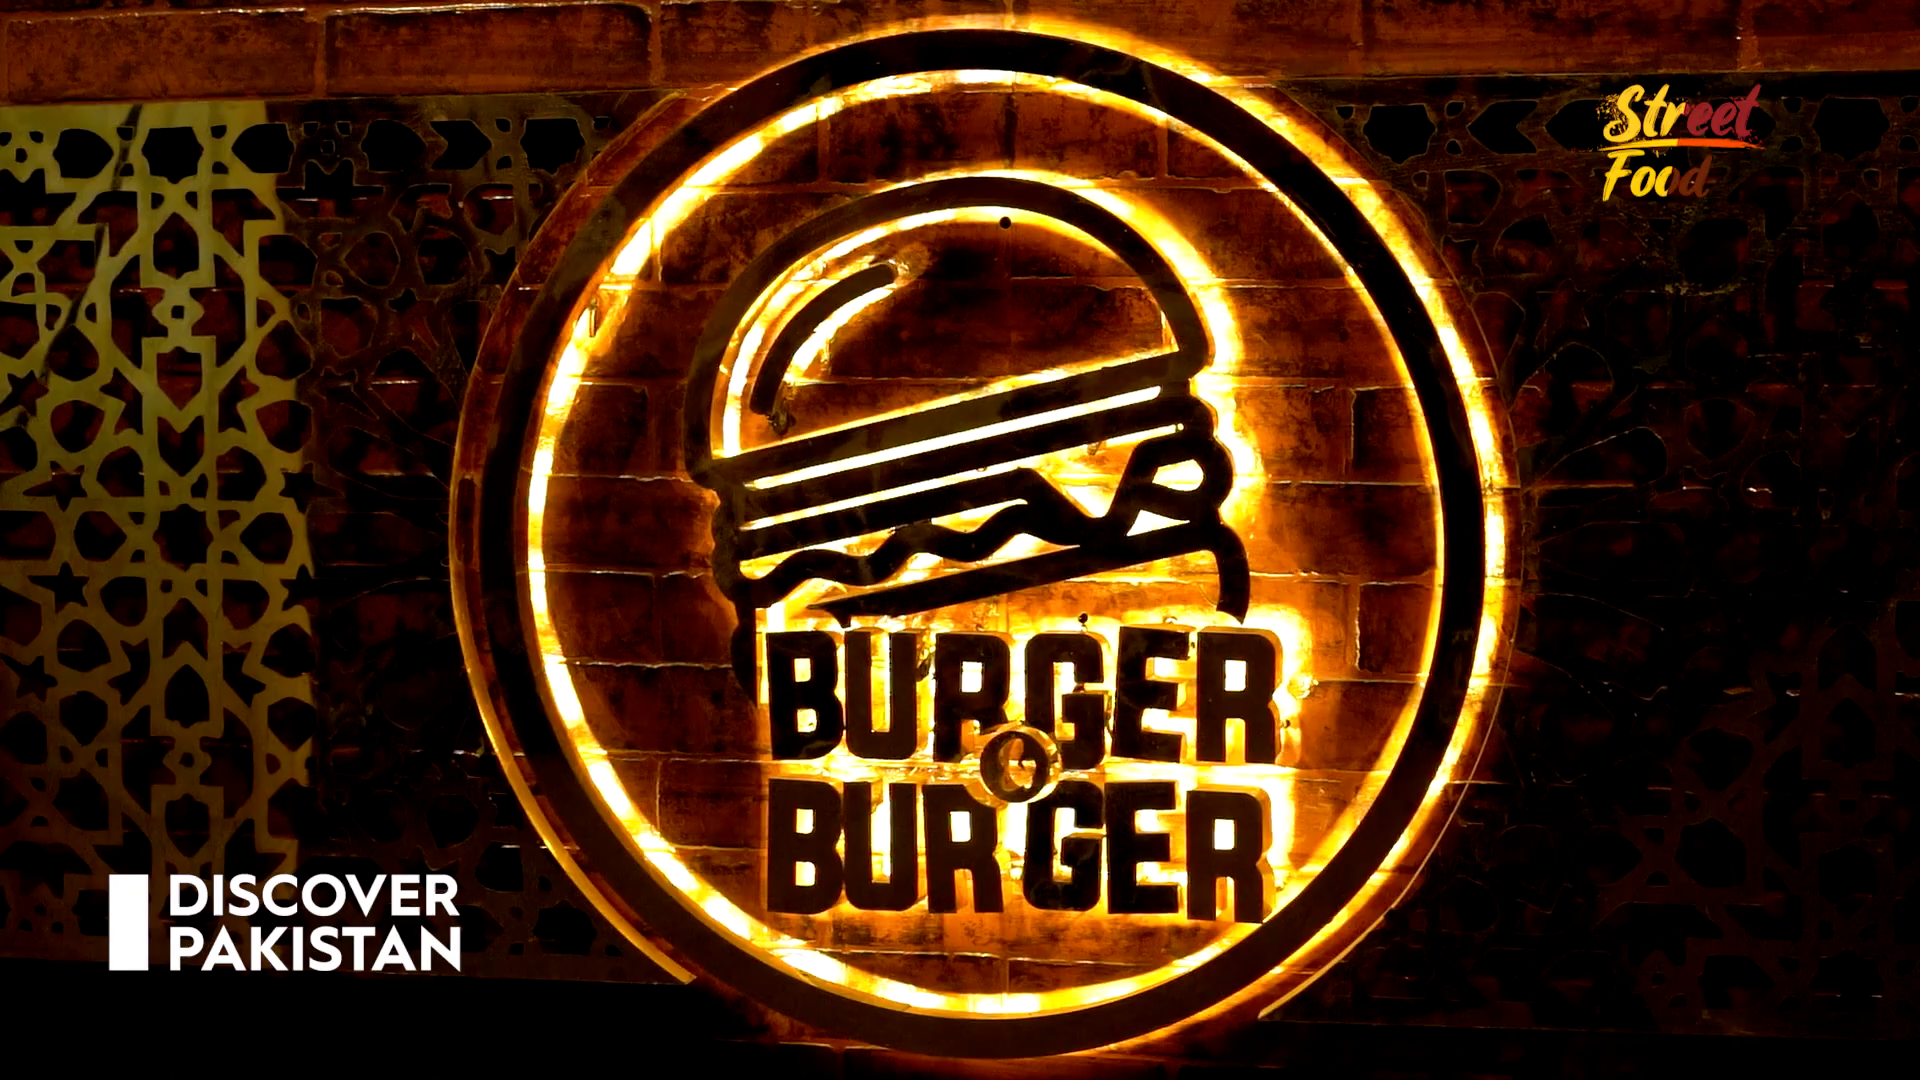 Street
Food
BURGER
O
BURGER
DISCOVER
PAKISTAN